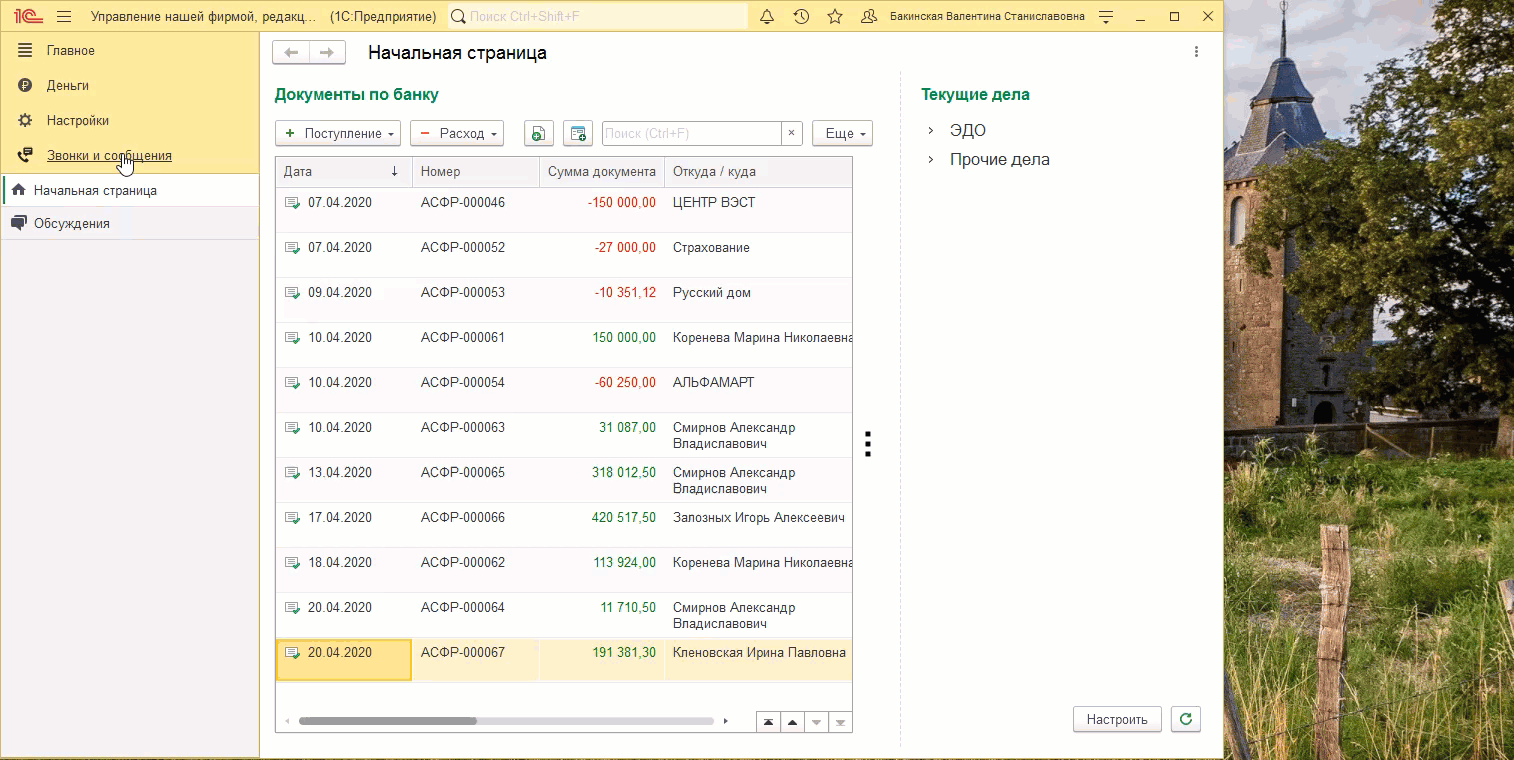 1С Управление нашей фирмой, редакц... (1С:Предприятие) Поиск Ctrl+Shift+F Бакинская Валентина Станиславовна
Главное
Деньги
Настройки
Звонки и сообщения
Начальная страница
Обсуждения
Начальная страница
Документы по банку
Поступление Расход Поиск (Ctrl+F) × Еще
Дата ↓ Номер Сумма документа Откуда / куда
07.04.2020 АСФР-000046 -150 000,00 ЦЕНТР ВЭСТ
07.04.2020 АСФР-000052 -27 000,00 Страхование
09.04.2020 АСФР-000053 -10 351,12 Русский дом
10.04.2020 АСФР-000061 150 000,00 Коренева Марина Николаевна
10.04.2020 АСФР-000054 -60 250,00 АЛЬФАМАРТ
10.04.2020 АСФР-000063 31 087,00 Смирнов Александр
Владиславович
13.04.2020 АСФР-000065 318 012,50 Смирнов Александр
Владиславович
17.04.2020 АСФР-000066 420 517,50 Залозных Игорь Алексеевич
18.04.2020 АСФР-000062 113 924,00 Коренева Марина Николаевна
20.04.2020 АСФР-000064 11 710,50 Смирнов Александр
Владиславович
20.04.2020 АСФР-000067 191 381,30 Кленовская Ирина Павловна
Текущие дела
ЭДО
Прочие дела
Настроить